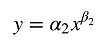 y = α₂x^{β₂}